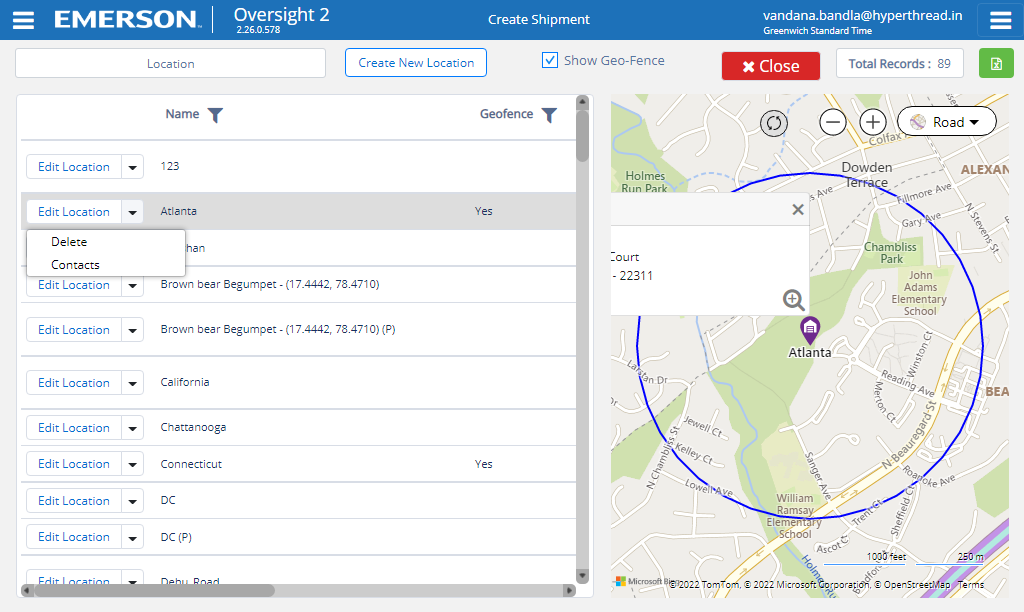 EMERSON
Oversight 2
2.26.0.578
Create Shipment
vandana.bandla@hyperthread.in
Greenwich Standard Time
Location
Create New Location
Show Geo-Fence
Close
Total Records : 89
Name
Geofence
Edit Location 123
Edit Location Atlanta Yes
Delete
Contacts
han
Edit Location Brown bear Begumpet - (17.4442, 78.4710)
Edit Location Brown bear Begumpet - (17.4442, 78.4710) (P)
Edit Location California
Edit Location Chattanooga
Edit Location Connecticut Yes
Edit Location DC
Edit Location DC (P)
Edit Location Dehu Road
Road
Colfax
Dowden
Terrace
ALEXAN
Holmes
Run Park
s Ave
Fillmore Ave
Gary Ave
N Stevens St
Chambliss
Park
Court
- 22311
John
Adams
Elementary
School
Atlanta
Larstan Dr
Winston Ct
Reading Ave
Merton Ct
BEA
Jewell Ct
Kelley Ct
N Chambliss St
N Beauregard St
Sanger Ave
Lowell Ave
Roanoke Ave
William
Ramsay
Elementary
School
Trent Ct
Sheffield Ct
Ascot Ct
Holmes Run
1000 feet
250 m
Microsoft Bi
©2022 TomTom, © 2022 Microsoft Corporation, © OpenStreetMap Terms